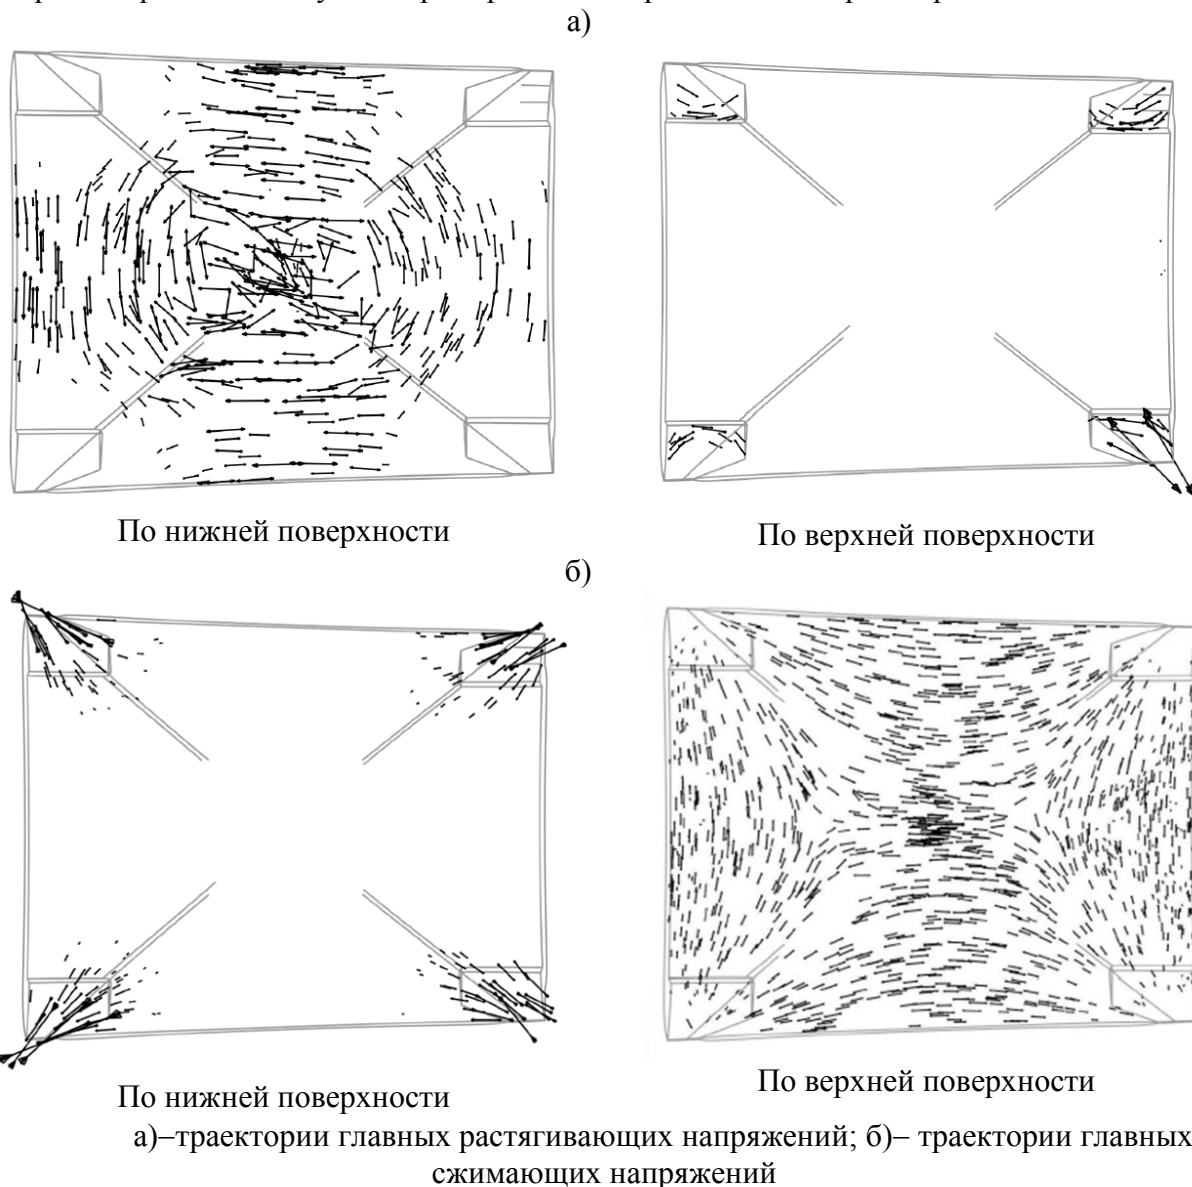 а)
По нижней поверхности
По верхней поверхности
б)
По нижней поверхности
По верхней поверхности
а)–траектории главных растягивающих напряжений; б)– траектории главных
сжимающих напряжений